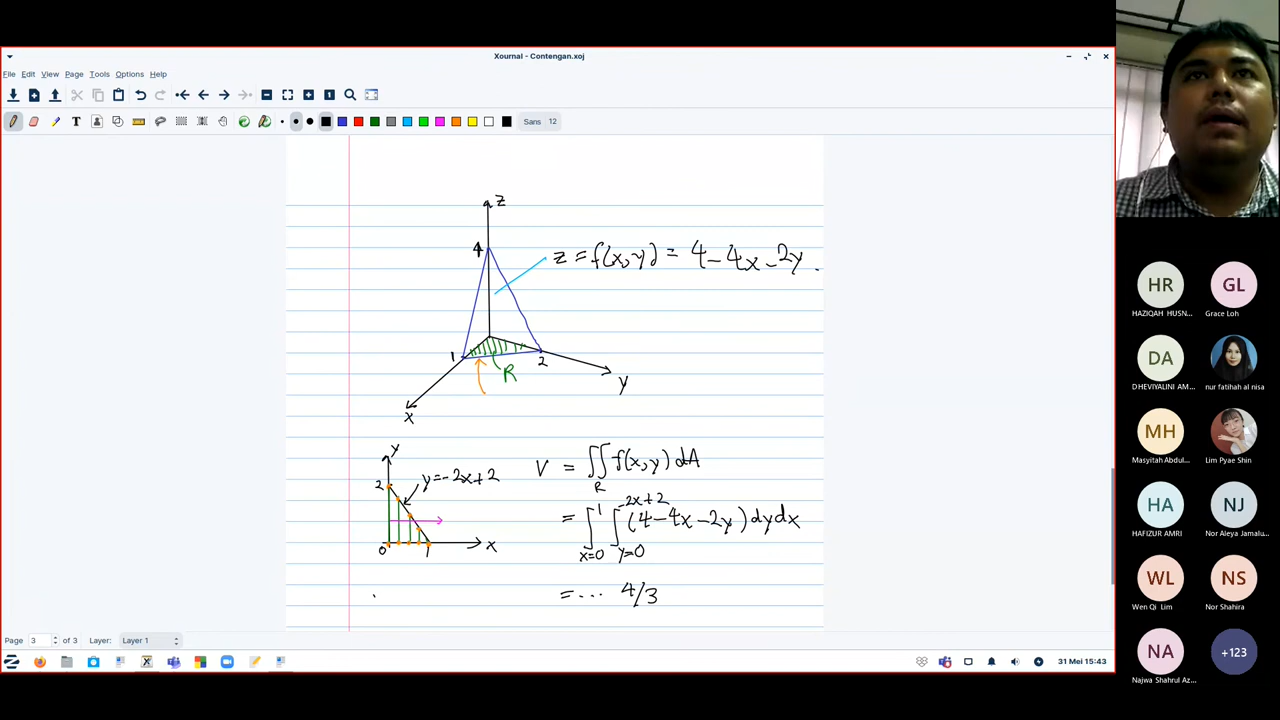 Xournal - Contengan.xoj
File Edit View Page Tools Options Help
Sans 12
z
4
z = f(x,y) = 4-4x-2y.
1
2
R
y
x
y
2
y=-2x+2
0
1
x
V = ∬_R f(x,y) dA
= ∫_{x=0}^{1} ∫_{y=0}^{-2x+2} (4-4x-2y) dydx
= ... 4/3
Page 3 of 3 Layer: Layer 1
31 Mei 15:43
HR
HAZIQAH HUSN...
GL
Grace Loh
DA
DHEVIYALINI AM...
nur fatihah al nisa
MH
Masyitah Abdul...
Lim Pyae Shin
HA
HAFIZUR AMRI
NJ
Nor Aleya Jamalu...
WL
Wen Qi Lim
NS
Nor Shahira
NA
Najwa Shahrul Az...
+123